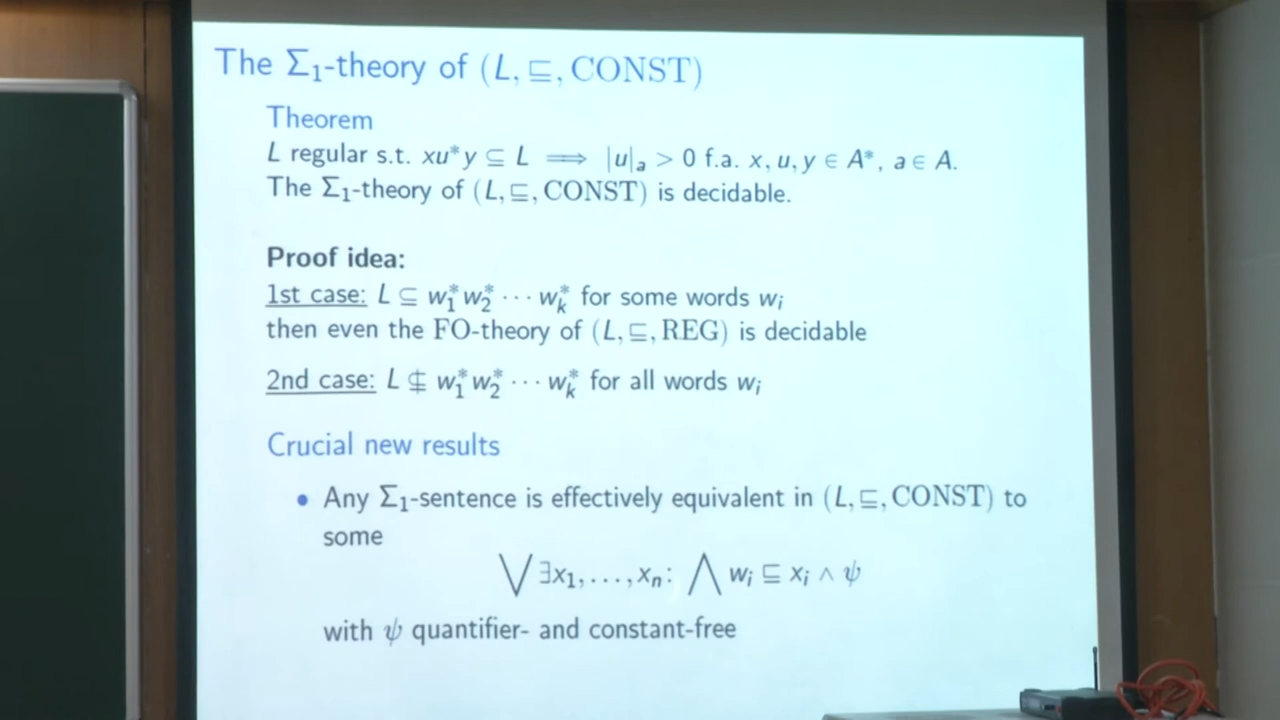 The Σ₁-theory of (L, ⊑, CONST)
Theorem
L regular s.t. xu*y ⊆ L ⟹ |u|ₐ > 0 f.a. x, u, y ∈ A*, a ∈ A.
The Σ₁-theory of (L, ⊑, CONST) is decidable.
Proof idea:
1st case: L ⊆ w₁* w₂* ··· wₖ* for some words wᵢ
then even the FO-theory of (L, ⊑, REG) is decidable
2nd case: L ⊈ w₁* w₂* ··· wₖ* for all words wᵢ
Crucial new results
• Any Σ₁-sentence is effectively equivalent in (L, ⊑, CONST) to
some
⋁ ∃x₁, . . . , xₙ: ⋀ wᵢ ⊑ xᵢ ∧ ψ
with ψ quantifier- and constant-free